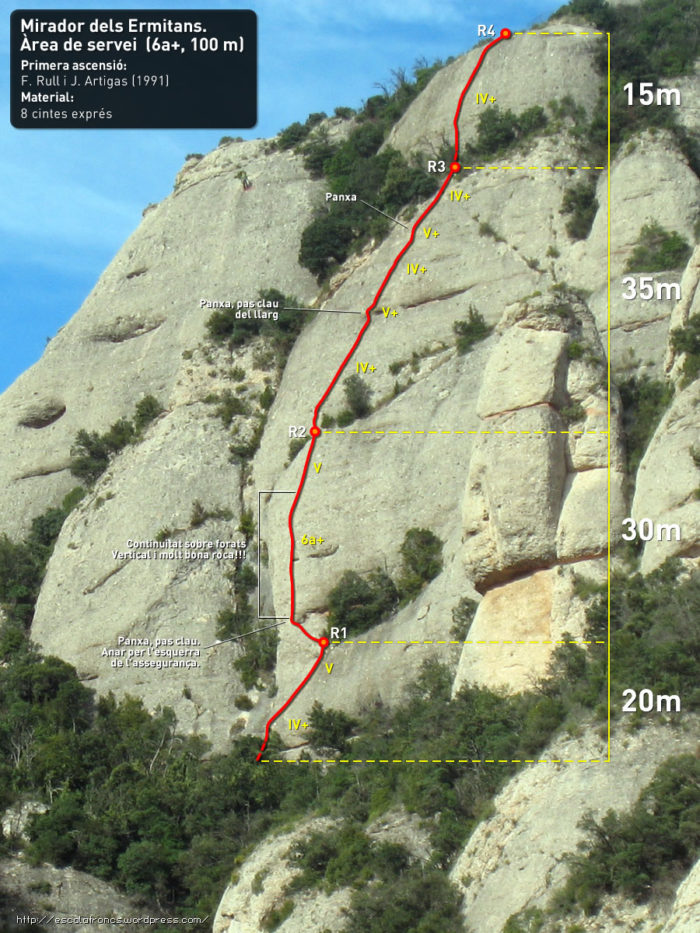 Mirador dels Ermitans.
Àrea de servei (6a+, 100 m)
Primera ascensió:
F. Rull i J. Artigas (1991)
Material:
8 cintes exprés
R4
15m
IV+
R3
IV+
Panxa
V+
IV+
35m
Panxa, pas clau
del llarg
V+
IV+
R2
V
Continuïtat sobre forats
Vertical i molt bona roca!!!
6a+
30m
R1
Panxa, pas clau.
Anar per l'esquerra
de l'assegurança.
V
20m
IV+
http://escolafrancs.wordpress.com/